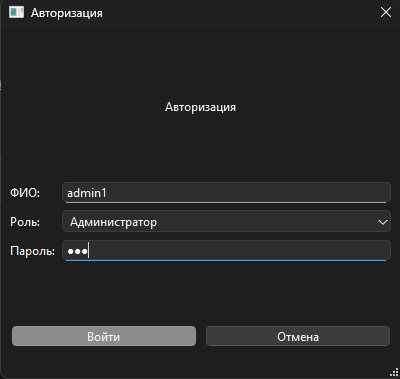 Авторизация
Авторизация
ФИО: admin1
Роль: Администратор
Пароль: ●●●
Войти Отмена